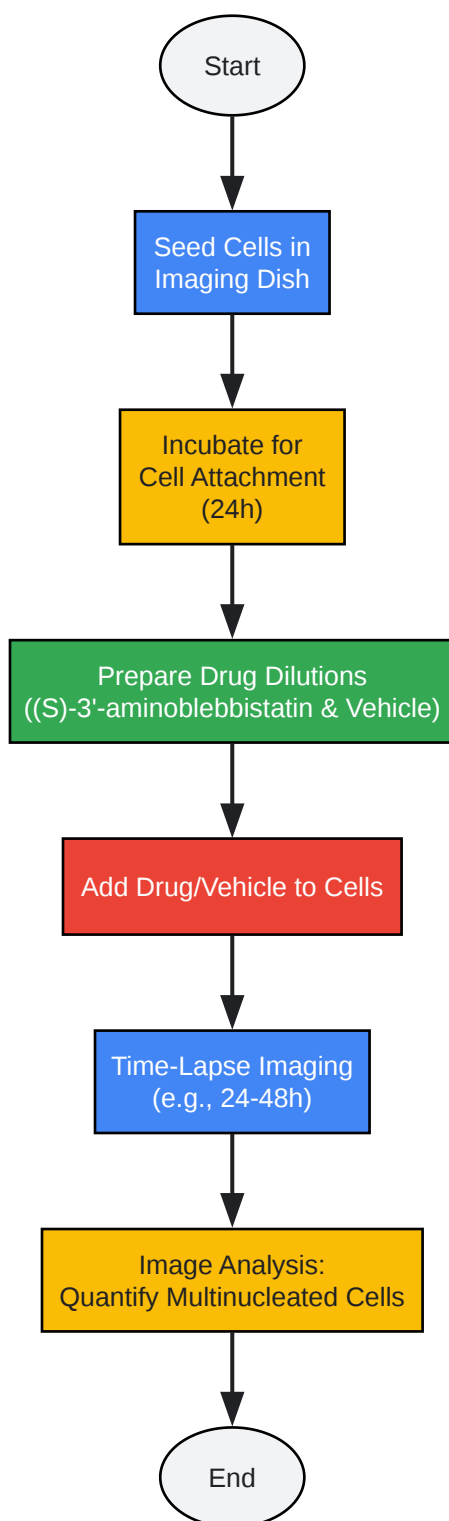 Start
Seed Cells in
Imaging Dish
Incubate for
Cell Attachment
(24h)
Prepare Drug Dilutions
((S)-3'-aminoblebbistatin & Vehicle)
Add Drug/Vehicle to Cells
Time-Lapse Imaging
(e.g., 24-48h)
Image Analysis:
Quantify Multinucleated Cells
End